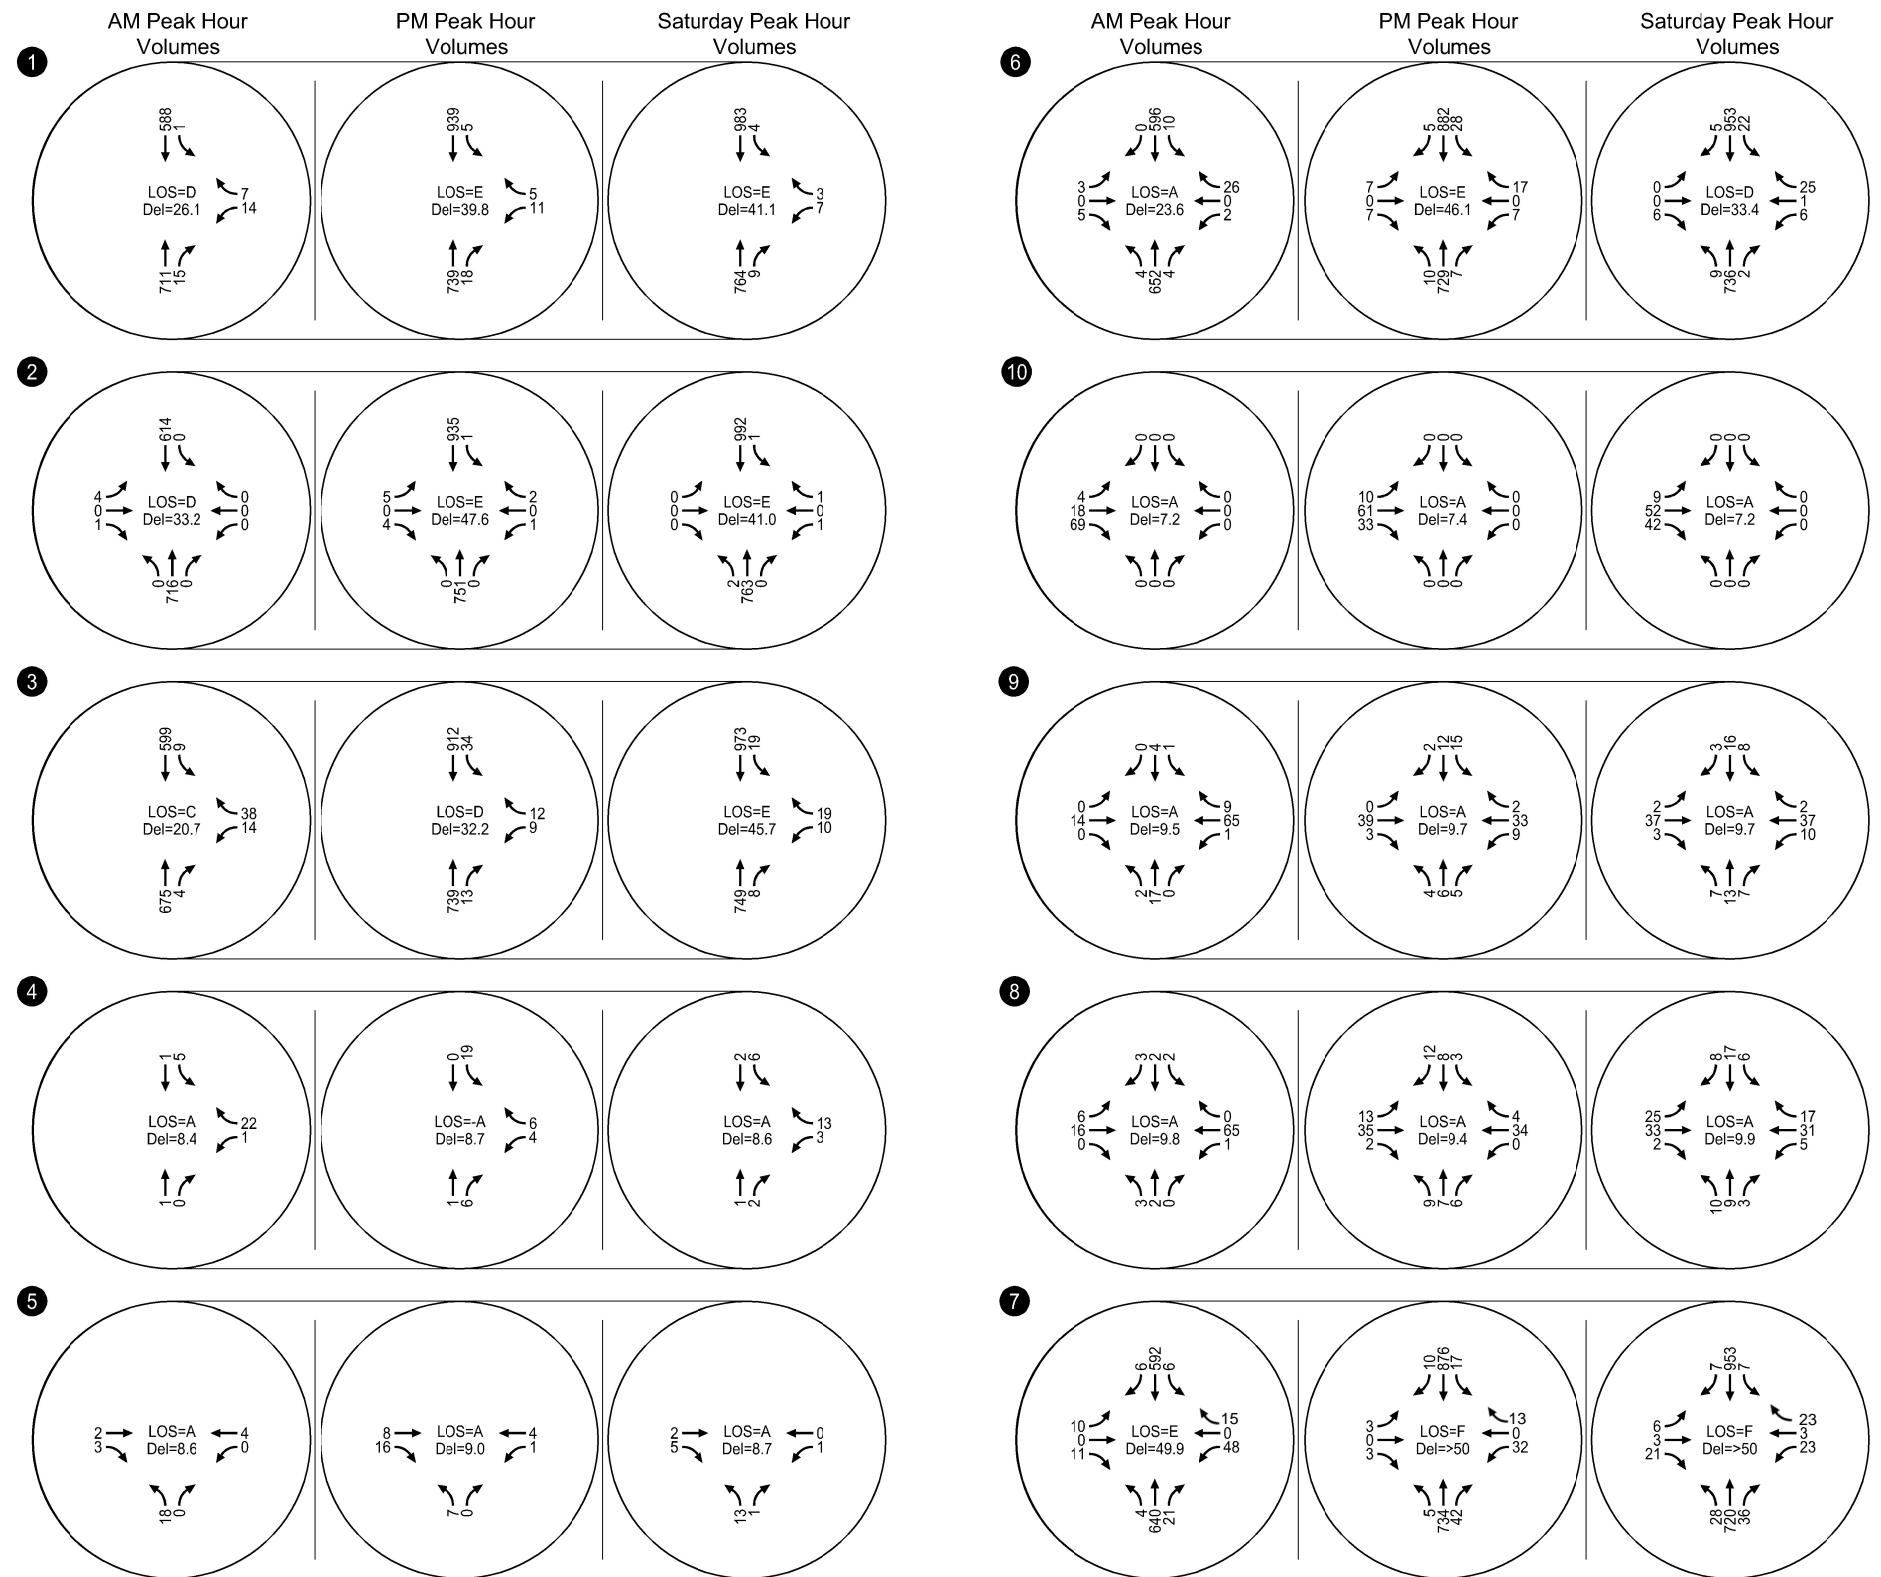 AM Peak Hour
Volumes
PM Peak Hour
Volumes
Saturday Peak Hour
Volumes
1
588 1
LOS=D
Del=26.1
7
14
711 15
939 5
LOS=E
Del=39.8
5
11
739 18
983 4
LOS=E
Del=41.1
3
7
764 9
2
614 0
4
0
1
LOS=D
Del=33.2
0
0
0
0 716 0
935 1
5
0
4
LOS=E
Del=47.6
2
0
1
0 751 0
992 1
0
0
0
LOS=E
Del=41.0
1
0
1
2 763 0
3
599 9
LOS=C
Del=20.7
38
14
675 4
912 34
LOS=D
Del=32.2
12
9
739 13
973 19
LOS=E
Del=45.7
19
10
749 8
4
1 5
LOS=A
Del=8.4
22
1
1 0
0 19
LOS=-A
Del=8.7
6
4
1 6
2 6
LOS=A
Del=8.6
13
3
1 2
5
2
3
LOS=A
Del=8.6
4
0
18 0
8
16
LOS=A
Del=9.0
4
1
7 0
2
5
LOS=A
Del=8.7
0
1
13 1
AM Peak Hour
Volumes
PM Peak Hour
Volumes
Saturday Peak Hour
Volumes
6
0 596 10
3
0
5
LOS=A
Del=23.6
26
0
2
4 652 4
5 882 28
7
0
7
LOS=E
Del=46.1
17
0
7
10 729 7
5 953 22
0
0
6
LOS=D
Del=33.4
25
1
6
9 736 2
10
0 0 0
4
18
69
LOS=A
Del=7.2
0
0
0
0 0 0
0 0 0
10
61
33
LOS=A
Del=7.4
0
0
0
0 0 0
0 0 0
9
52
42
LOS=A
Del=7.2
0
0
0
0 0 0
9
0 4 1
0
14
0
LOS=A
Del=9.5
9
65
1
2 17 0
2 12 15
0
39
3
LOS=A
Del=9.7
2
33
9
4 6 5
3 16 8
2
37
3
LOS=A
Del=9.7
2
37
10
7 13 7
8
3 2 2
6
16
0
LOS=A
Del=9.8
0
65
1
3 2 0
12 8 3
13
35
2
LOS=A
Del=9.4
4
34
0
9 7 6
8 17 6
25
33
2
LOS=A
Del=9.9
17
31
5
10 9 3
7
6 592 6
10
0
11
LOS=E
Del=49.9
15
0
48
4 640 21
10 876 17
3
0
3
LOS=F
Del=>50
13
0
32
5 734 42
7 953 7
6
3
21
LOS=F
Del=>50
23
3
23
28 720 36